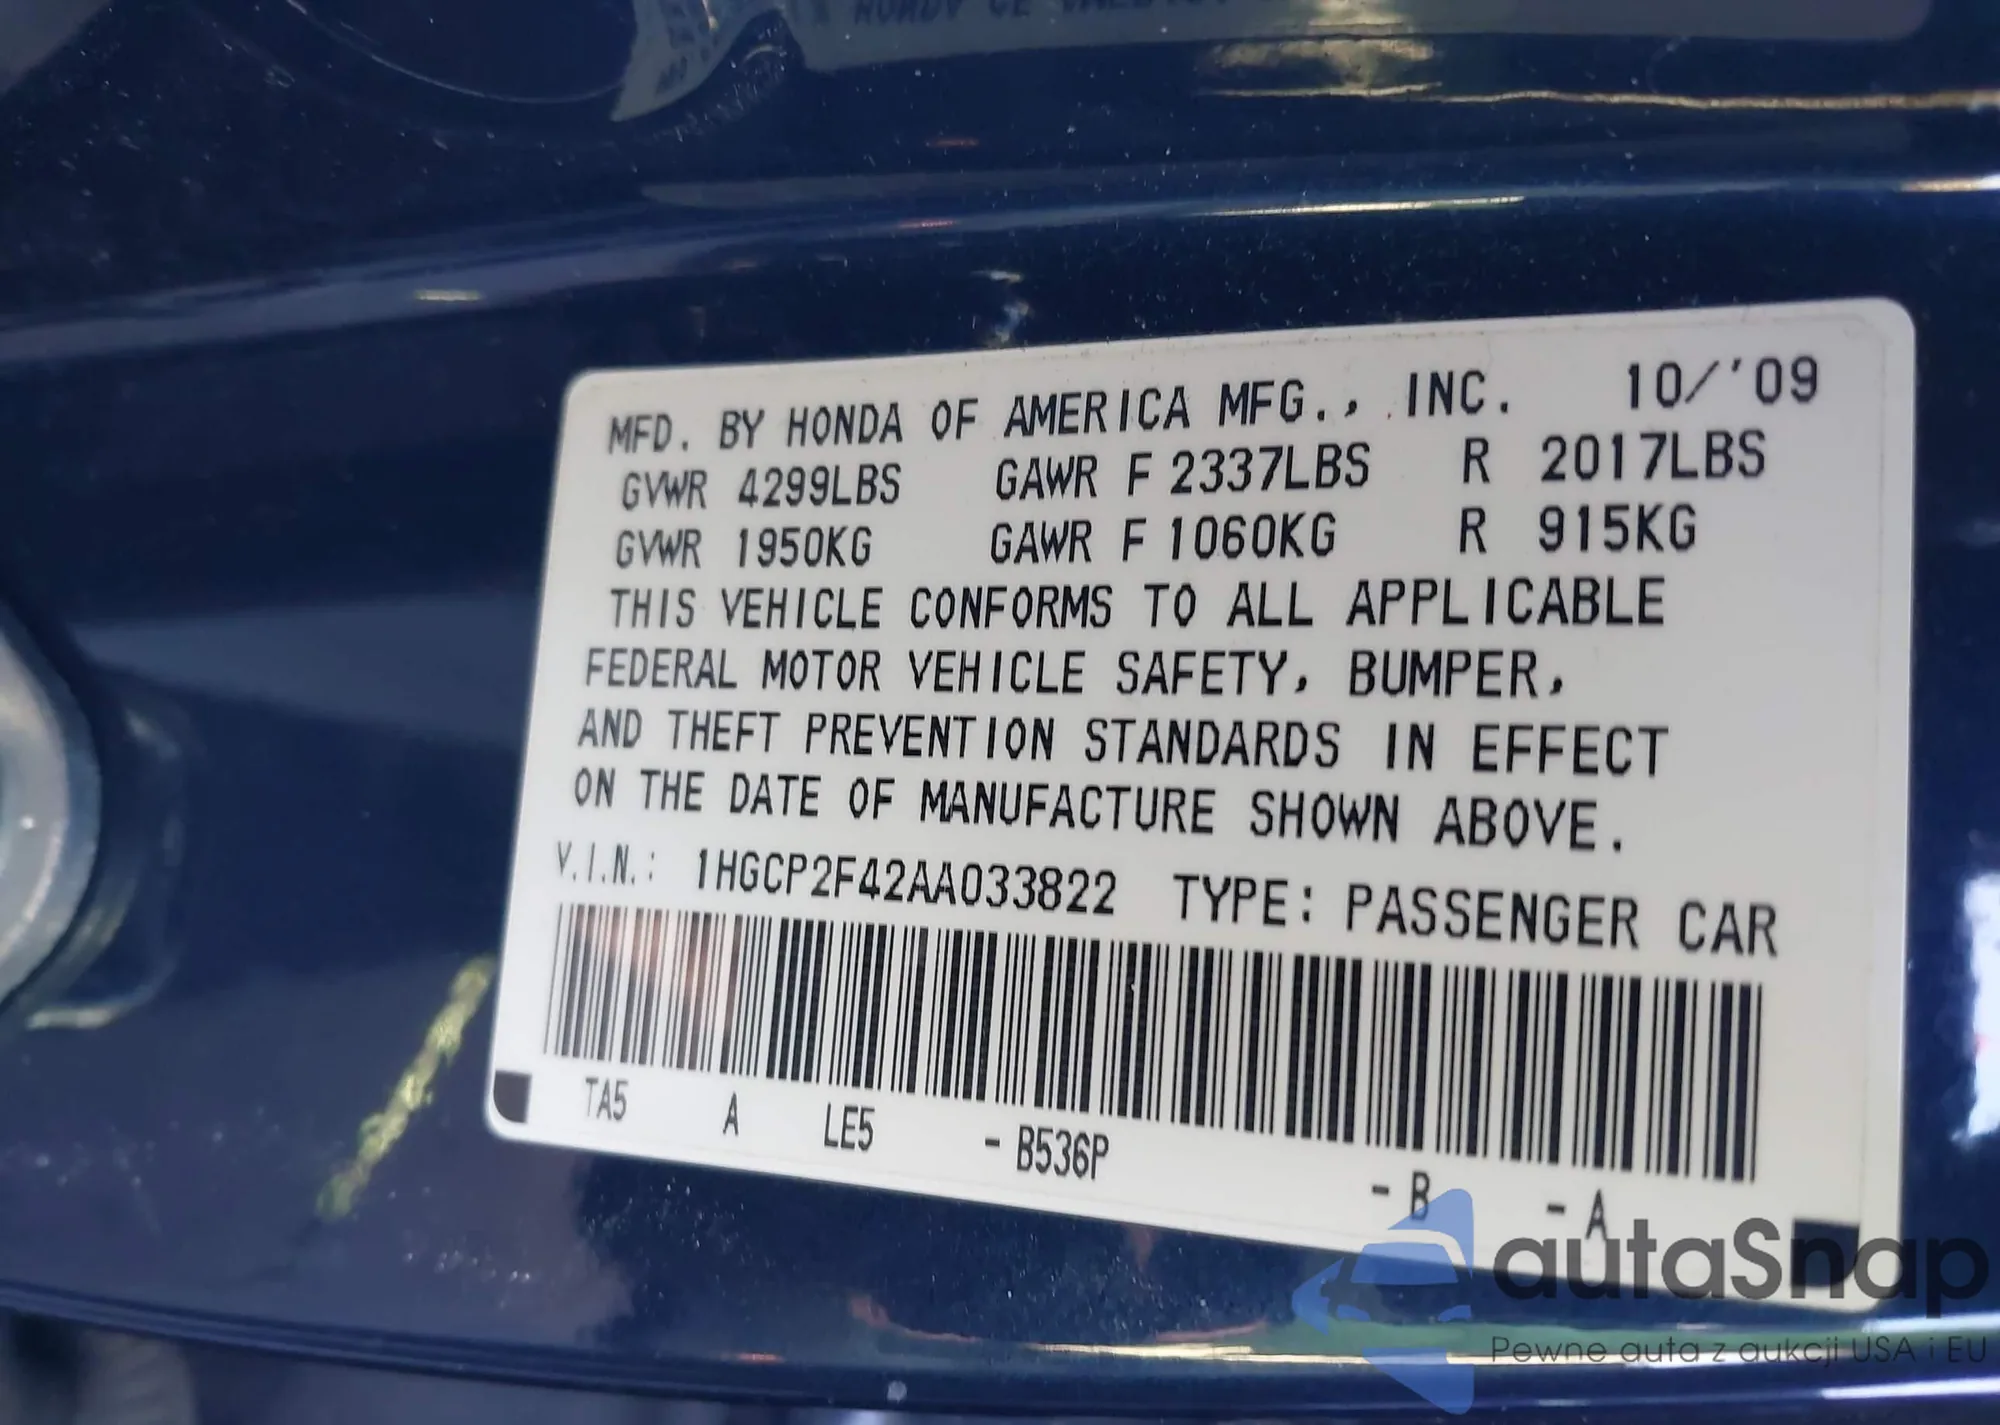 MFD. BY HONDA OF AMERICA MFG., INC. 10/'09
GVWR 4299LBS GAWR F 2337LBS R 2017LBS
GVWR 1950KG GAWR F 1060KG R 915KG
THIS VEHICLE CONFORMS TO ALL APPLICABLE
FEDERAL MOTOR VEHICLE SAFETY, BUMPER,
AND THEFT PREVENTION STANDARDS IN EFFECT
ON THE DATE OF MANUFACTURE SHOWN ABOVE.
V.I.N.: 1HGCP2F42AA033822 TYPE: PASSENGER CAR
TA5 A LE5 - B536P - B - A
autaSnap
Pewne auta z aukcji USA i EU